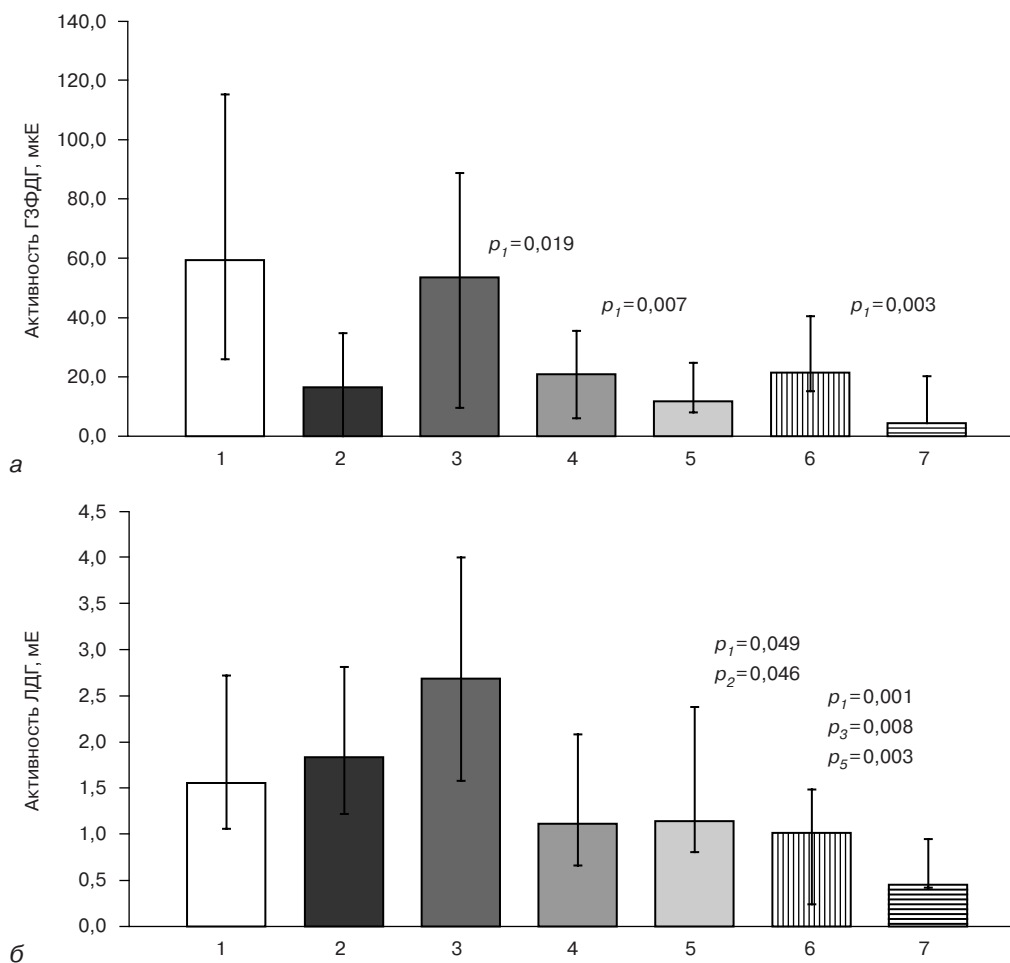 140,0
120,0
100,0
80,0
60,0
40,0
20,0
0,0
Активность ГЗФДГ, мкЕ
p1=0,019
p1=0,007
p1=0,003
1 2 3 4 5 6 7
а
4,5
4,0
3,5
3,0
2,5
2,0
1,5
1,0
0,5
0,0
Активность ЛДГ, мЕ
p1=0,049
p2=0,046
p1=0,001
p3=0,008
p5=0,003
1 2 3 4 5 6 7
б